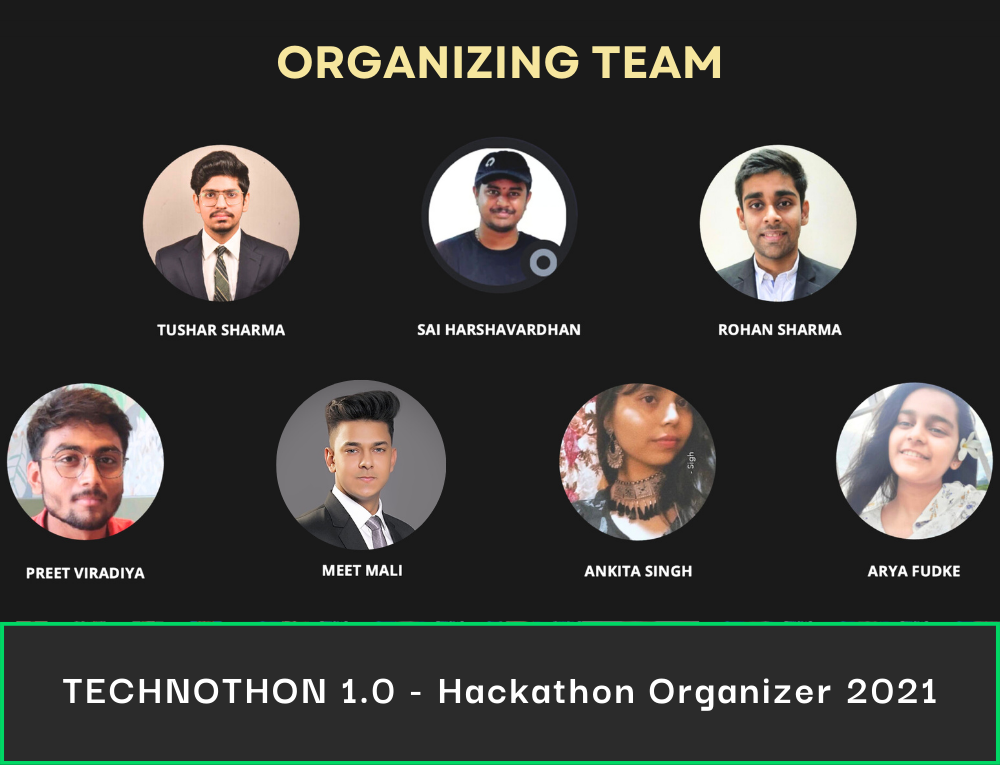 ORGANIZING TEAM
TUSHAR SHARMA
SAI HARSHAVARDHAN
ROHAN SHARMA
PREET VIRADIYA
MEET MALI
ANKITA SINGH
ARYA FUDKE
TECHNOTHON 1.0 - Hackathon Organizer 2021